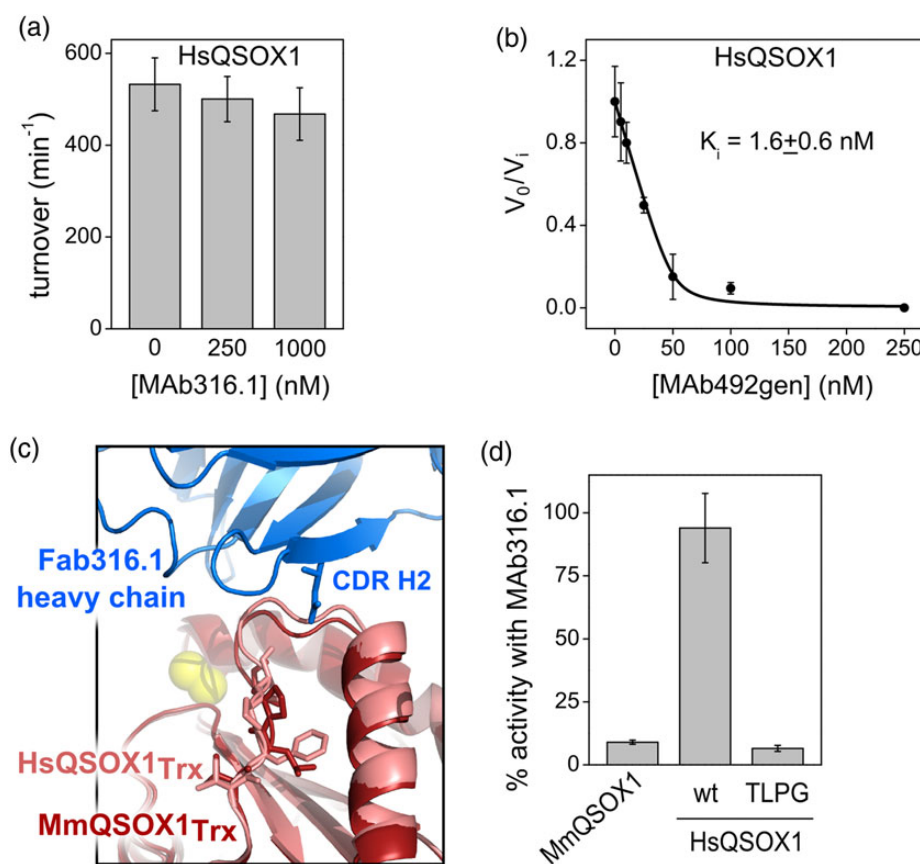 (a)
HsQSOX1
turnover (min⁻¹)
600
400
200
0
0 250 1000
[MAb316.1] (nM)
(b)
HsQSOX1
Kᵢ = 1.6±0.6 nM
V₀/Vᵢ
1.2
0.8
0.4
0.0
0 50 100 150 200 250
[MAb492gen] (nM)
(c)
Fab316.1
heavy chain
CDR H2
HsQSOX1Trx
MmQSOX1Trx
(d)
% activity with MAb316.1
100
75
50
25
0
MmQSOX1
wt TLPG
HsQSOX1